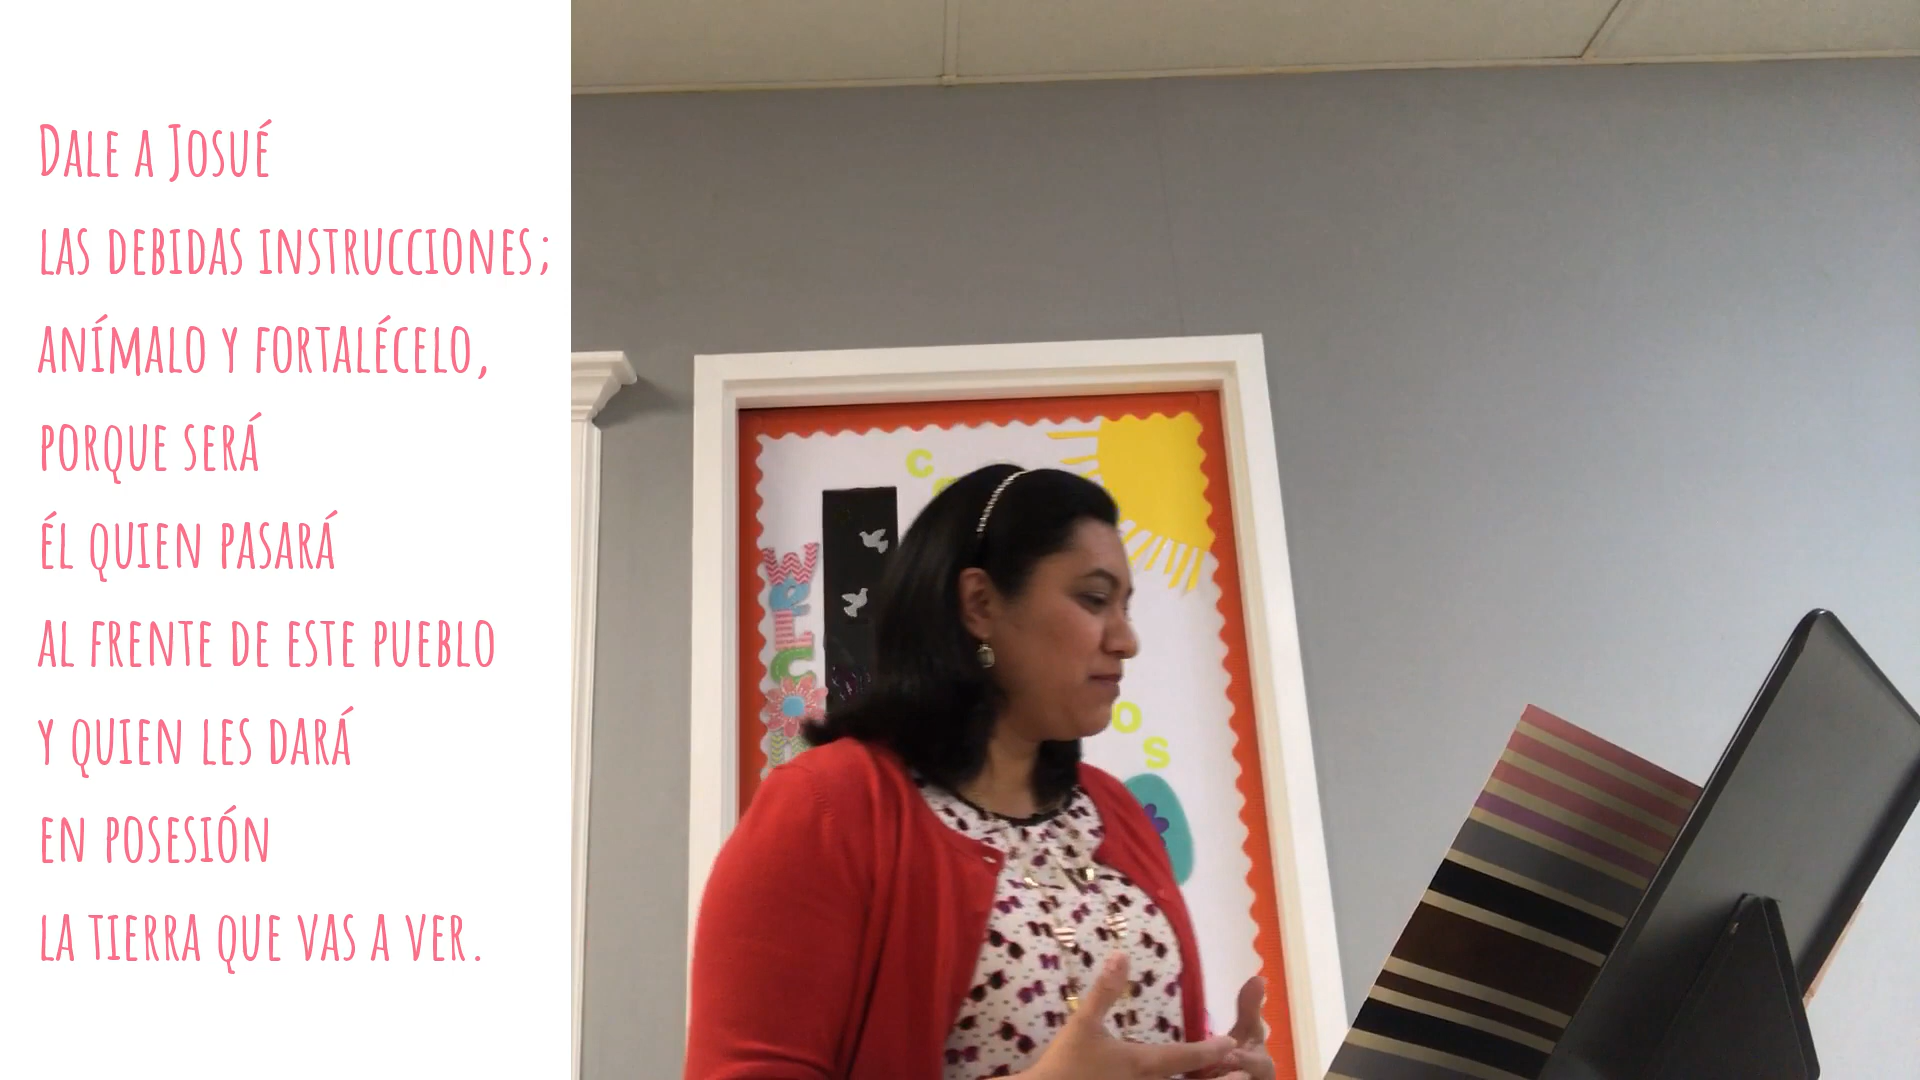 Dale a Josué
las debidas instrucciones;
anímalo y fortalécelo,
porque será
él quien pasará
al frente de este pueblo
y quien les dará
en posesión
la tierra que vas a ver.